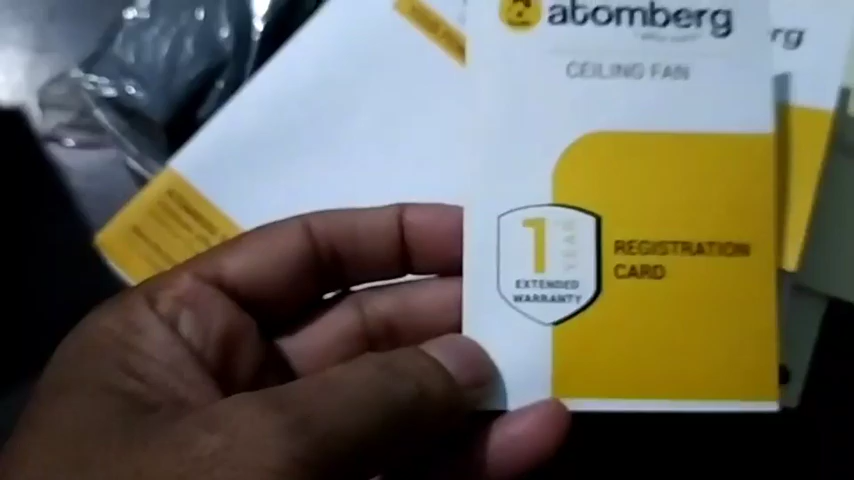 atomberg
CEILING FAN
1
YEAR
EXTENDED
WARRANTY
REGISTRATION
CARD
rg